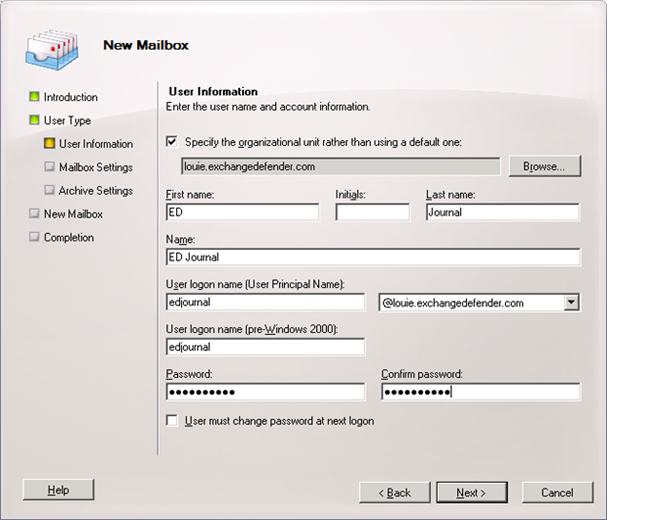 New Mailbox
Introduction
User Type
User Information
Mailbox Settings
Archive Settings
New Mailbox
Completion
User Information
Enter the user name and account information.
Specify the organizational unit rather than using a default one:
louie.exchangedefender.com Browse...
First name: Initials: Last name:
ED Journal
Name:
ED Journal
User logon name (User Principal Name):
edjournal @louie.exchangedefender.com
User logon name (pre-Windows 2000):
edjournal
Password: Confirm password:
●●●●●●●●●● ●●●●●●●●●●
User must change password at next logon
Help < Back Next > Cancel